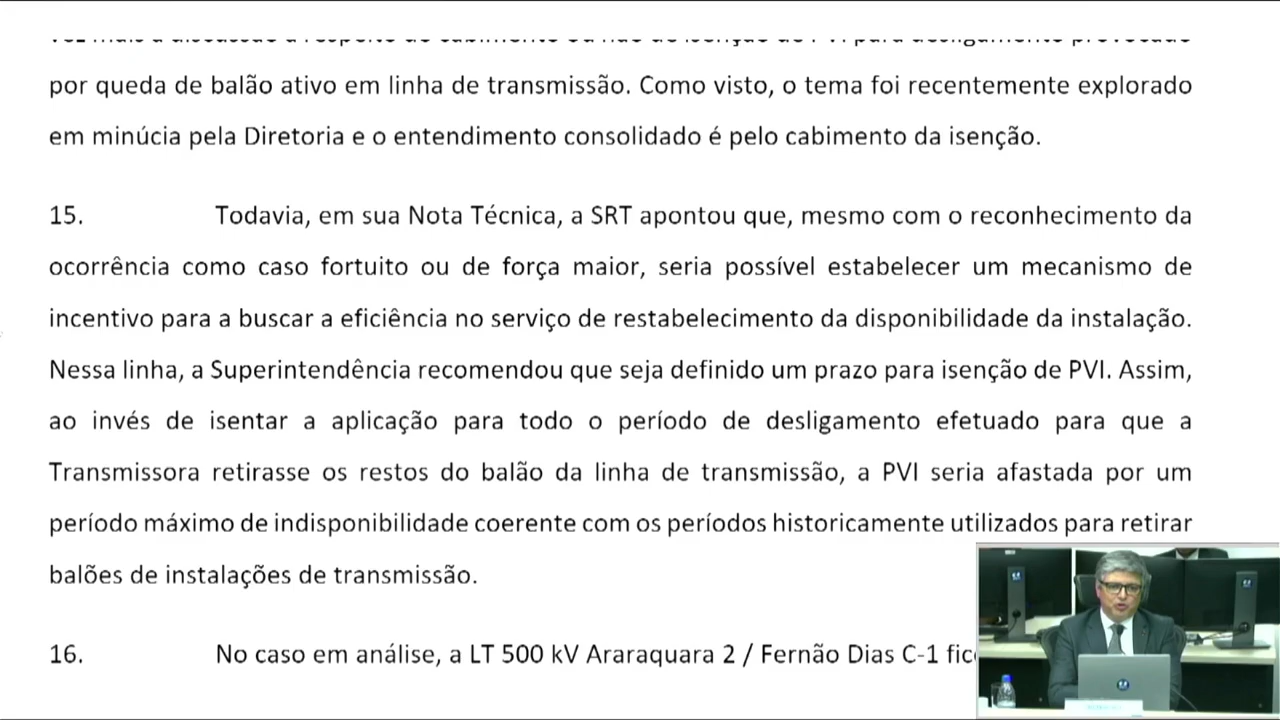 por queda de balão ativo em linha de transmissão. Como visto, o tema foi recentemente explorado
em minúcia pela Diretoria e o entendimento consolidado é pelo cabimento da isenção.
15. Todavia, em sua Nota Técnica, a SRT apontou que, mesmo com o reconhecimento da
ocorrência como caso fortuito ou de força maior, seria possível estabelecer um mecanismo de
incentivo para a buscar a eficiência no serviço de restabelecimento da disponibilidade da instalação.
Nessa linha, a Superintendência recomendou que seja definido um prazo para isenção de PVI. Assim,
ao invés de isentar a aplicação para todo o período de desligamento efetuado para que a
Transmissora retirasse os restos do balão da linha de transmissão, a PVI seria afastada por um
período máximo de indisponibilidade coerente com os períodos historicamente utilizados para retirar
balões de instalações de transmissão.
16. No caso em análise, a LT 500 kV Araraquara 2 / Fernão Dias C-1